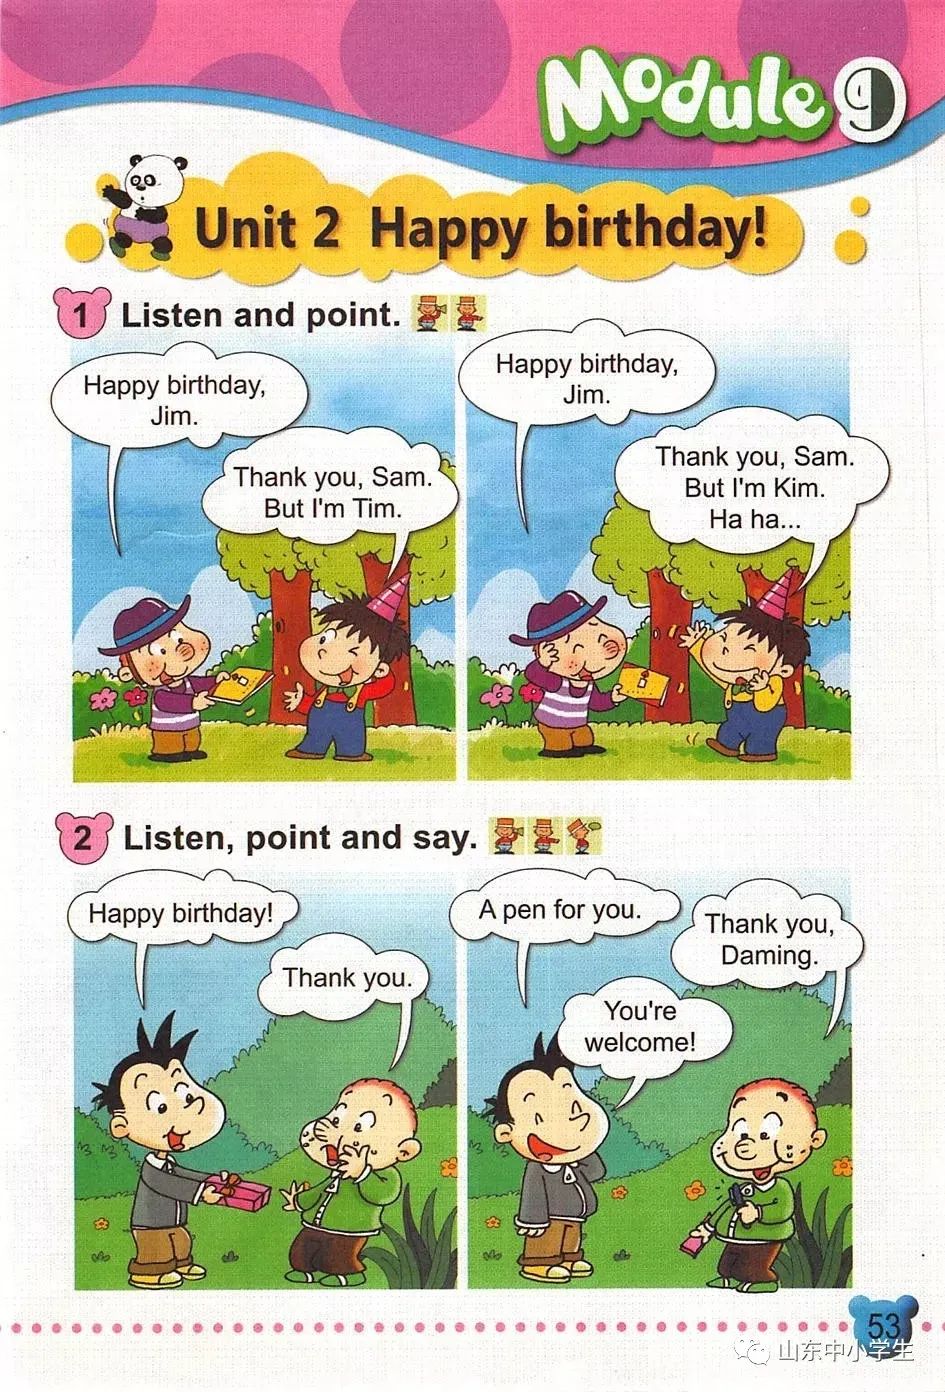 Module 9
Unit 2 Happy birthday!
1 Listen and point.
Happy birthday,
Jim.
Thank you, Sam.
But I'm Tim.
Happy birthday,
Jim.
Thank you, Sam.
But I'm Kim.
Ha ha...
2 Listen, point and say.
Happy birthday!
Thank you.
A pen for you.
Thank you,
Daming.
You're
welcome!
53
山东中小学生